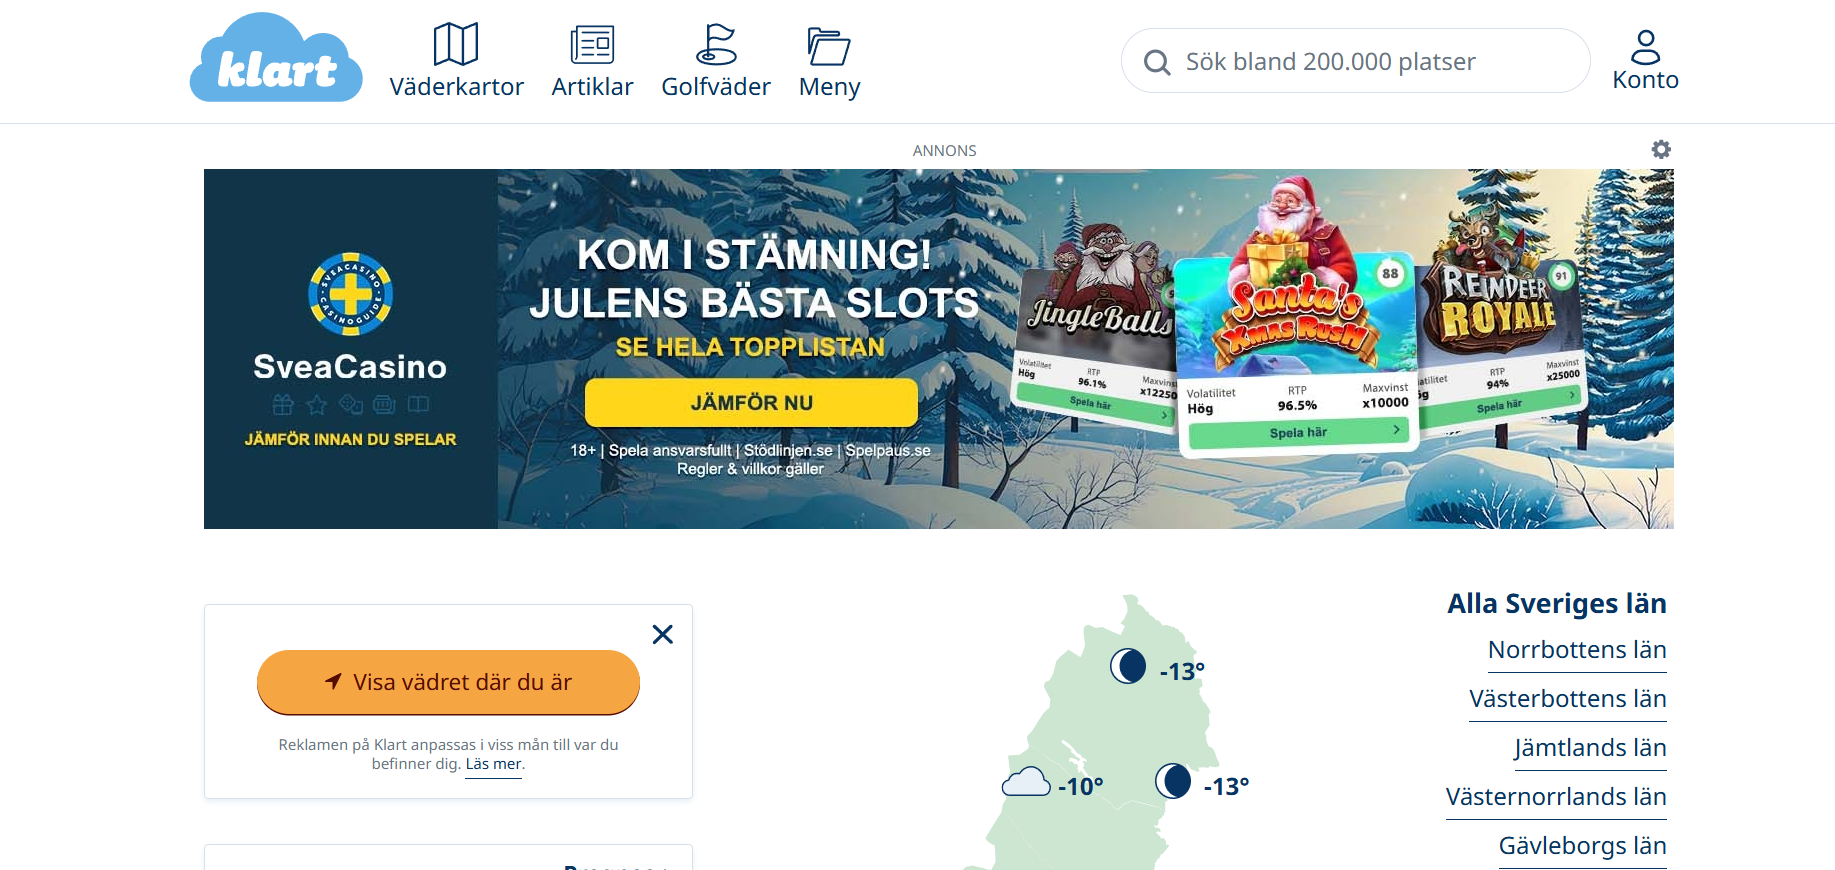 klart
Väderkartor
Artiklar
Golfväder
Meny
Sök bland 200.000 platser
Konto
ANNONS
SVEACASINO
CASINOGUIDE
SveaCasino
JÄMFÖR INNAN DU SPELAR
KOM I STÄMNING!
JULENS BÄSTA SLOTS
SE HELA TOPPLISTAN
JÄMFÖR NU
18+ | Spela ansvarsfullt | Stödlinjen.se | Spelpaus.se
Regler & villkor gäller
JingleBalls
Volatilitet RTP Maxvinst
Hög 96.1% x12250
Spela här
88
Santa's
Xmas Rush
Volatilitet RTP Maxvinst
Hög 96.5% x10000
Spela här
91
REINDEER
ROYALE
RTP Maxvinst
94% x25000
Spela här
Visa vädret där du är
Reklamen på Klart anpassas i viss mån till var du
befinner dig. Läs mer.
-13°
-10°
-13°
Alla Sveriges län
Norrbottens län
Västerbottens län
Jämtlands län
Västernorrlands län
Gävleborgs län